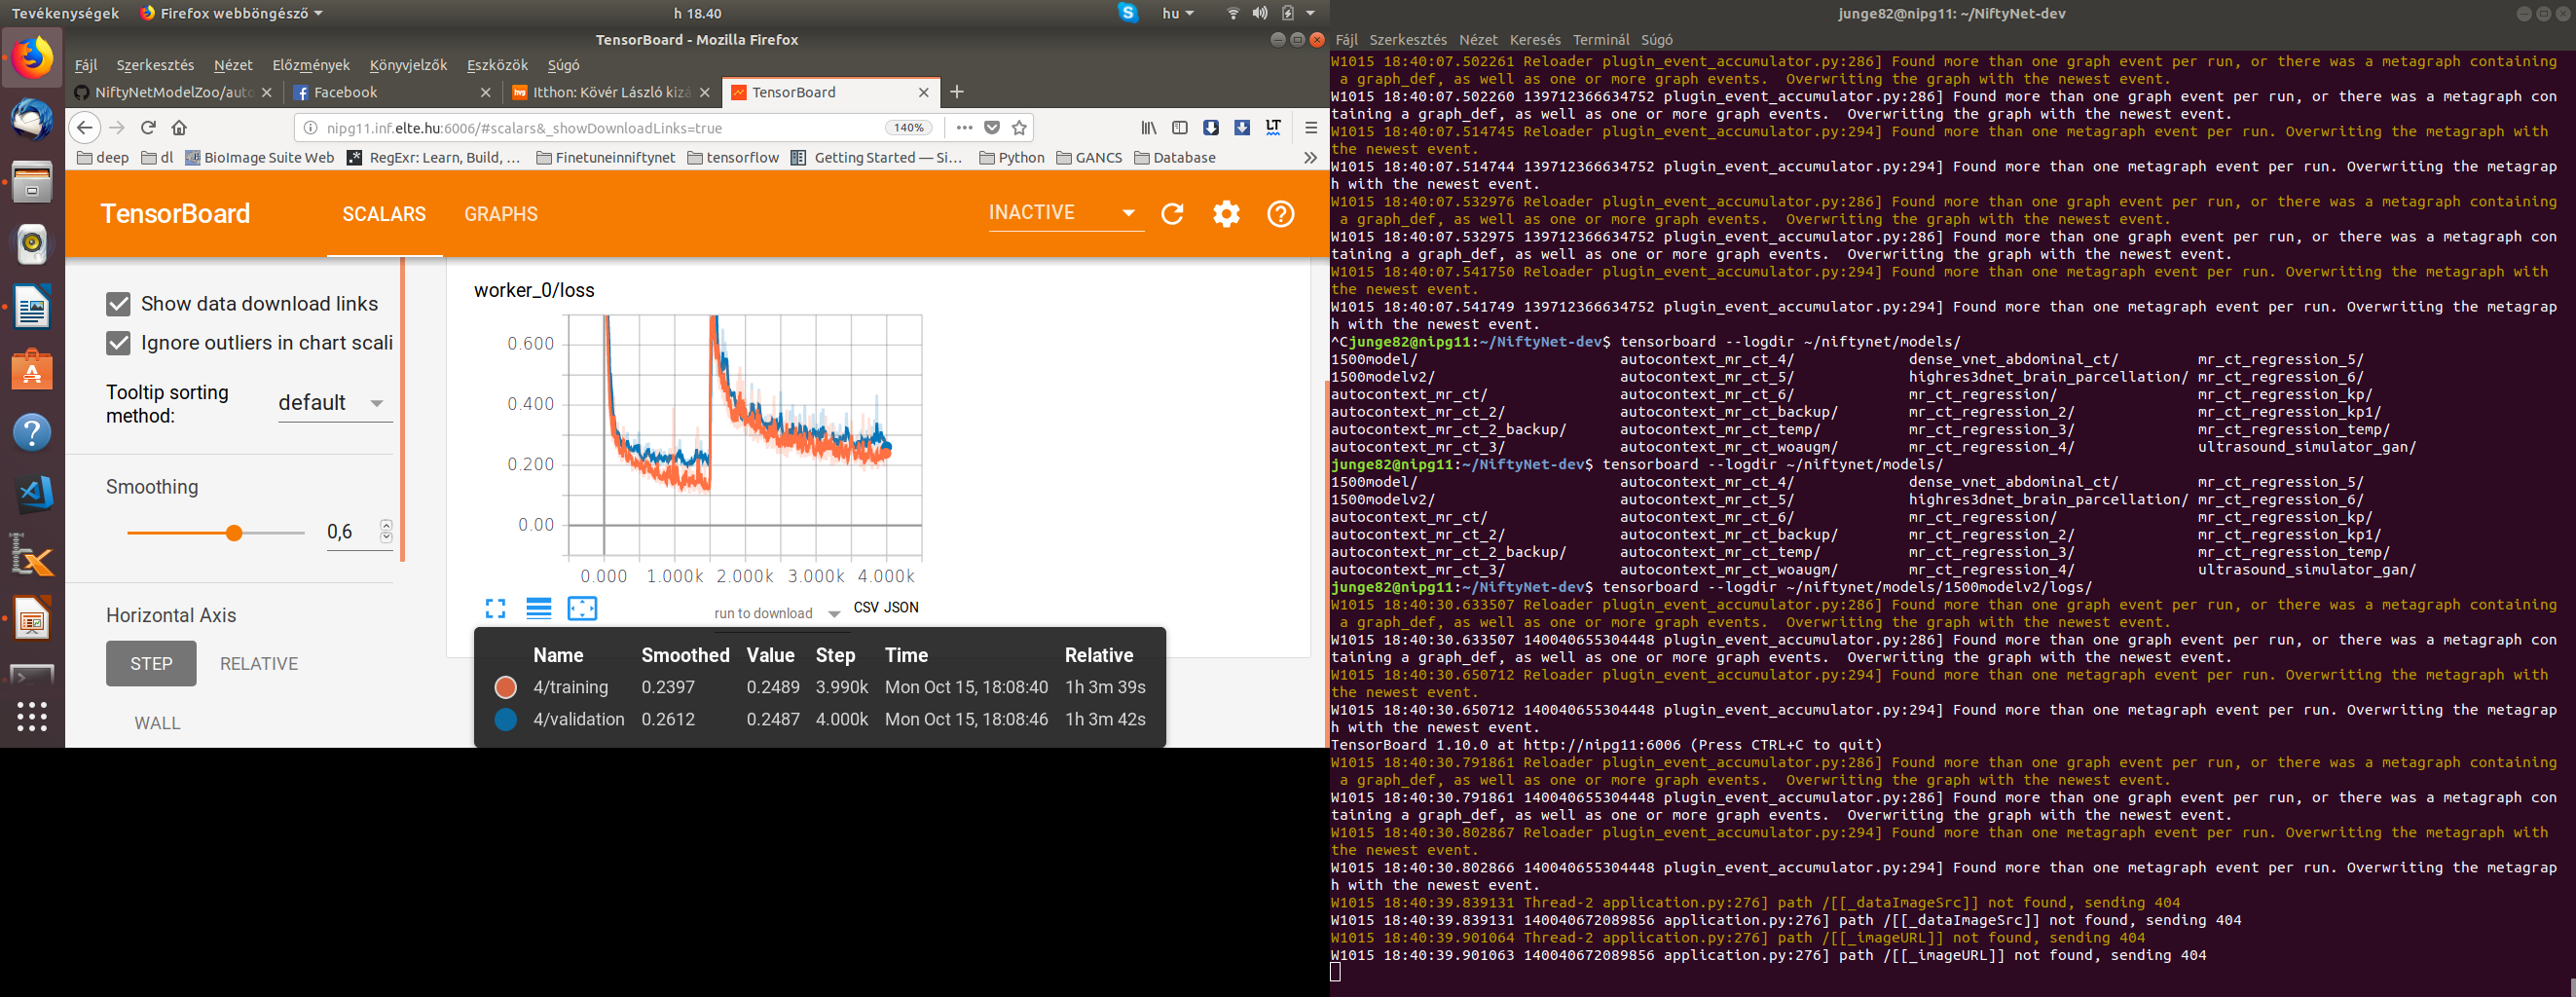 Tevékenységek Firefox webböngésző h 18.40 hu
TensorBoard - Mozilla Firefox
Fájl Szerkesztés Nézet Előzmények Könyvjelzők Eszközök Súgó
NiftyNetModelZoo/auto Facebook Itthon: Kövér László kizá TensorBoard
nipg11.inf.elte.hu:6006/#scalars&_showDownloadLinks=true 140%
deep dl BioImage Suite Web RegExr: Learn, Build, ... Finetuneinniftynet tensorflow Getting Started — Si... Python GANCS Database
TensorBoard SCALARS GRAPHS INACTIVE
Show data download links
Ignore outliers in chart scali
Tooltip sorting
method:
default
Smoothing
0,6
Horizontal Axis
STEP RELATIVE
WALL
worker_0/loss
0.600
0.400
0.200
0.00
0.000 1.000k 2.000k 3.000k 4.000k
run to download CSV JSON
Name Smoothed Value Step Time Relative
4/training 0.2397 0.2489 3.990k Mon Oct 15, 18:08:40 1h 3m 39s
4/validation 0.2612 0.2487 4.000k Mon Oct 15, 18:08:46 1h 3m 42s
junge82@nipg11: ~/NiftyNet-dev
Fájl Szerkesztés Nézet Keresés Terminál Súgó
W1015 18:40:07.502261 Reloader plugin_event_accumulator.py:286] Found more than one graph event per run, or there was a metagraph containing
a graph_def, as well as one or more graph events.  Overwriting the graph with the newest event.
W1015 18:40:07.502260 139712366634752 plugin_event_accumulator.py:286] Found more than one graph event per run, or there was a metagraph con
taining a graph_def, as well as one or more graph events.  Overwriting the graph with the newest event.
W1015 18:40:07.514745 Reloader plugin_event_accumulator.py:294] Found more than one metagraph event per run. Overwriting the metagraph with
the newest event.
W1015 18:40:07.514744 139712366634752 plugin_event_accumulator.py:294] Found more than one metagraph event per run. Overwriting the metagrap
h with the newest event.
W1015 18:40:07.532976 Reloader plugin_event_accumulator.py:286] Found more than one graph event per run, or there was a metagraph containing
a graph_def, as well as one or more graph events.  Overwriting the graph with the newest event.
W1015 18:40:07.532975 139712366634752 plugin_event_accumulator.py:286] Found more than one graph event per run, or there was a metagraph con
taining a graph_def, as well as one or more graph events.  Overwriting the graph with the newest event.
W1015 18:40:07.541750 Reloader plugin_event_accumulator.py:294] Found more than one metagraph event per run. Overwriting the metagraph with
the newest event.
W1015 18:40:07.541749 139712366634752 plugin_event_accumulator.py:294] Found more than one metagraph event per run. Overwriting the metagrap
h with the newest event.
^Cjunge82@nipg11:~/NiftyNet-dev$ tensorboard --logdir ~/niftynet/models/
1500model/ autocontext_mr_ct_4/ dense_vnet_abdominal_ct/ mr_ct_regression_5/
1500modelv2/ autocontext_mr_ct_5/ highres3dnet_brain_parcellation/ mr_ct_regression_6/
autocontext_mr_ct/ autocontext_mr_ct_6/ mr_ct_regression/ mr_ct_regression_kp/
autocontext_mr_ct_2/ autocontext_mr_ct_backup/ mr_ct_regression_2/ mr_ct_regression_kp1/
autocontext_mr_ct_2_backup/ autocontext_mr_ct_temp/ mr_ct_regression_3/ mr_ct_regression_temp/
autocontext_mr_ct_3/ autocontext_mr_ct_woaugm/ mr_ct_regression_4/ ultrasound_simulator_gan/
junge82@nipg11:~/NiftyNet-dev$ tensorboard --logdir ~/niftynet/models/
1500model/ autocontext_mr_ct_4/ dense_vnet_abdominal_ct/ mr_ct_regression_5/
1500modelv2/ autocontext_mr_ct_5/ highres3dnet_brain_parcellation/ mr_ct_regression_6/
autocontext_mr_ct/ autocontext_mr_ct_6/ mr_ct_regression/ mr_ct_regression_kp/
autocontext_mr_ct_2/ autocontext_mr_ct_backup/ mr_ct_regression_2/ mr_ct_regression_kp1/
autocontext_mr_ct_2_backup/ autocontext_mr_ct_temp/ mr_ct_regression_3/ mr_ct_regression_temp/
autocontext_mr_ct_3/ autocontext_mr_ct_woaugm/ mr_ct_regression_4/ ultrasound_simulator_gan/
junge82@nipg11:~/NiftyNet-dev$ tensorboard --logdir ~/niftynet/models/1500modelv2/logs/
W1015 18:40:30.633507 Reloader plugin_event_accumulator.py:286] Found more than one graph event per run, or there was a metagraph containing
a graph_def, as well as one or more graph events.  Overwriting the graph with the newest event.
W1015 18:40:30.633507 140040655304448 plugin_event_accumulator.py:286] Found more than one graph event per run, or there was a metagraph con
taining a graph_def, as well as one or more graph events.  Overwriting the graph with the newest event.
W1015 18:40:30.650712 Reloader plugin_event_accumulator.py:294] Found more than one metagraph event per run. Overwriting the metagraph with
the newest event.
W1015 18:40:30.650712 140040655304448 plugin_event_accumulator.py:294] Found more than one metagraph event per run. Overwriting the metagrap
h with the newest event.
TensorBoard 1.10.0 at http://nipg11:6006 (Press CTRL+C to quit)
W1015 18:40:30.791861 Reloader plugin_event_accumulator.py:286] Found more than one graph event per run, or there was a metagraph containing
a graph_def, as well as one or more graph events.  Overwriting the graph with the newest event.
W1015 18:40:30.791861 140040655304448 plugin_event_accumulator.py:286] Found more than one graph event per run, or there was a metagraph con
taining a graph_def, as well as one or more graph events.  Overwriting the graph with the newest event.
W1015 18:40:30.802867 Reloader plugin_event_accumulator.py:294] Found more than one metagraph event per run. Overwriting the metagraph with
the newest event.
W1015 18:40:30.802866 140040655304448 plugin_event_accumulator.py:294] Found more than one metagraph event per run. Overwriting the metagrap
h with the newest event.
W1015 18:40:39.839131 Thread-2 application.py:276] path /[[_dataImageSrc]] not found, sending 404
W1015 18:40:39.839131 140040672089856 application.py:276] path /[[_dataImageSrc]] not found, sending 404
W1015 18:40:39.901064 Thread-2 application.py:276] path /[[_imageURL]] not found, sending 404
W1015 18:40:39.901063 140040672089856 application.py:276] path /[[_imageURL]] not found, sending 404